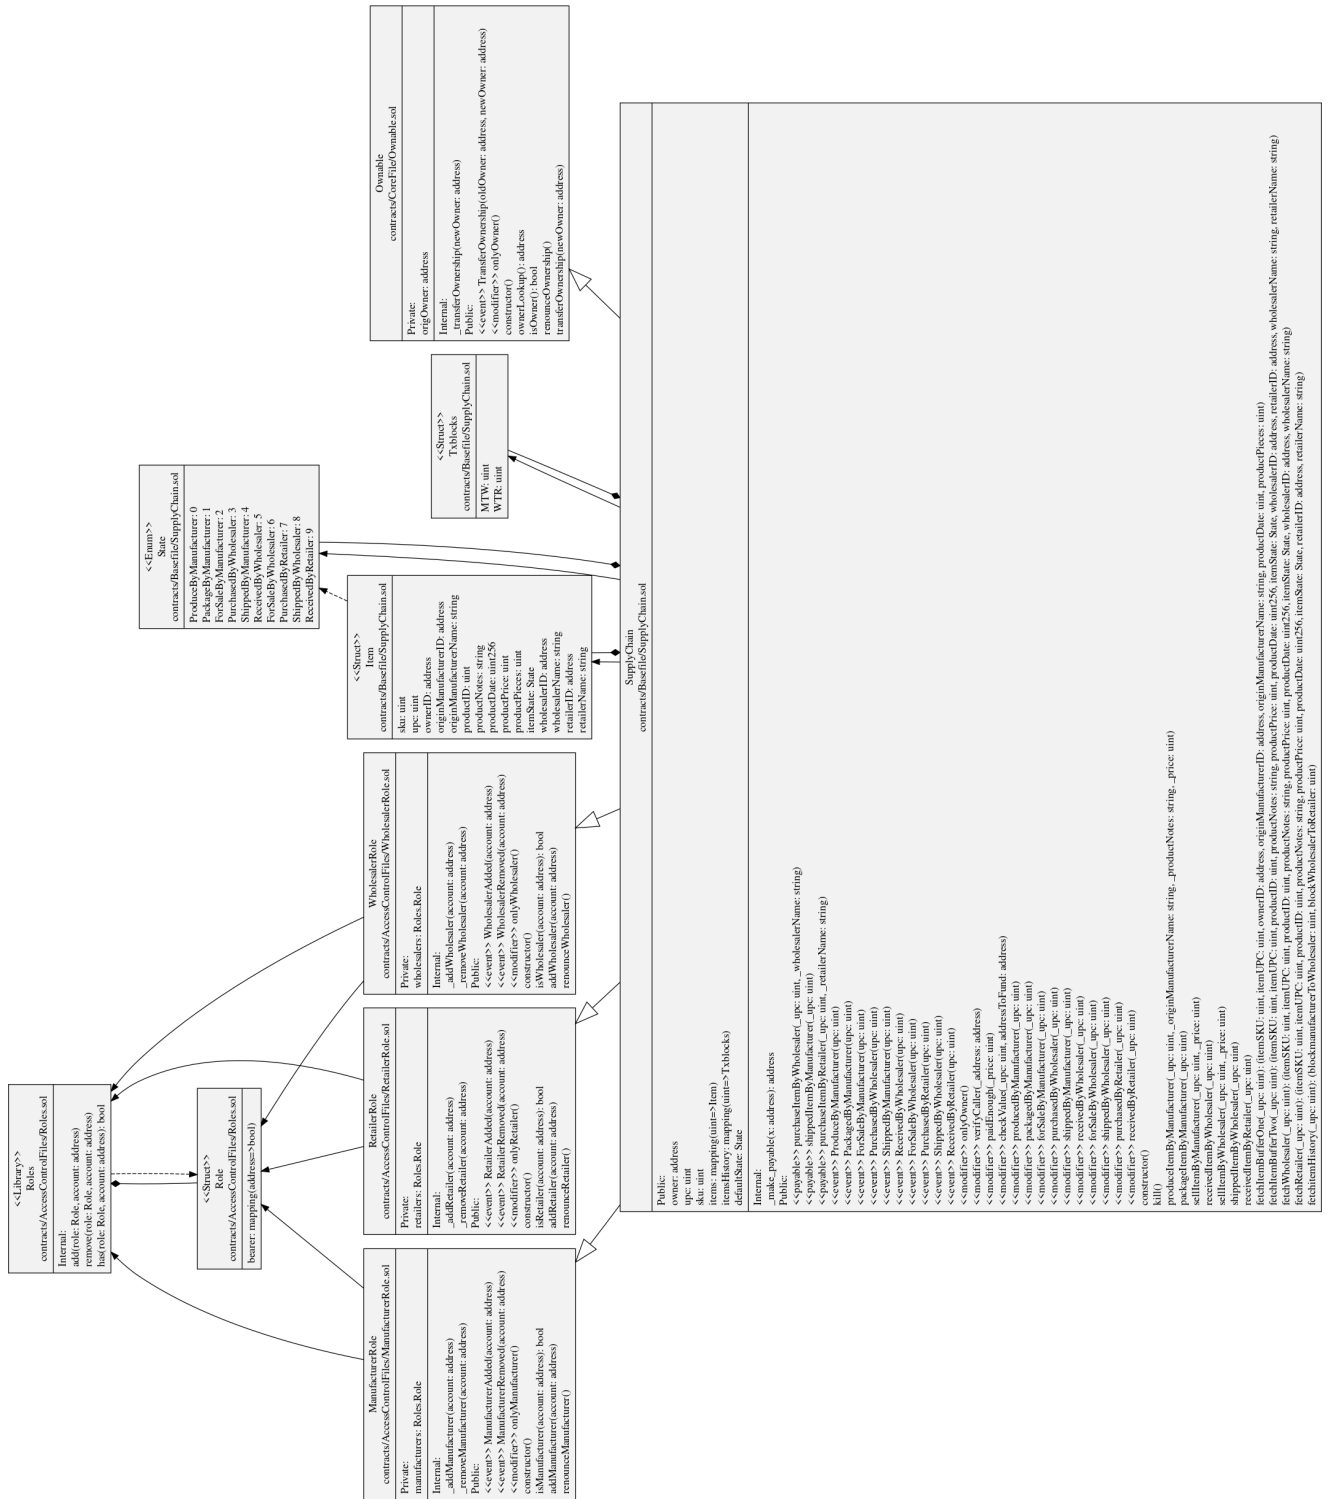 <<Library>>
Roles
contracts/AccessControlFiles/Roles.sol
Internal:
add(role: Role, account: address)
remove(role: Role, account: address)
has(role: Role, account: address): bool
<<Struct>>
Role
contracts/AccessControlFiles/Roles.sol
bearer: mapping(address=>bool)
ManufacturerRole
contracts/AccessControlFiles/ManufacturerRole.sol
Private:
manufacturers: Roles.Role
Internal:
_addManufacturer(account: address)
_removeManufacturer(account: address)
Public:
<<event>> ManufacturerAdded(account: address)
<<event>> ManufacturerRemoved(account: address)
<<modifier>> onlyManufacturer()
constructor()
isManufacturer(account: address): bool
addManufacturer(account: address)
renounceManufacturer()
RetailerRole
contracts/AccessControlFiles/RetailerRole.sol
Private:
retailers: Roles.Role
Internal:
_addRetailer(account: address)
_removeRetailer(account: address)
Public:
<<event>> RetailerAdded(account: address)
<<event>> RetailerRemoved(account: address)
<<modifier>> onlyRetailer()
constructor()
isRetailer(account: address): bool
addRetailer(account: address)
renounceRetailer()
WholesalerRole
contracts/AccessControlFiles/WholesalerRole.sol
Private:
wholesalers: Roles.Role
Internal:
_addWholesaler(account: address)
_removeWholesaler(account: address)
Public:
<<event>> WholesalerAdded(account: address)
<<event>> WholesalerRemoved(account: address)
<<modifier>> onlyWholesaler()
constructor()
isWholesaler(account: address): bool
addWholesaler(account: address)
renounceWholesaler()
<<Struct>>
Item
contracts/Basefile/SupplyChain.sol
sku: uint
upc: uint
ownerID: address
originManufacturerID: address
originManufacturerName: string
productID: uint
productNotes: string
productDate: uint256
productPrice: uint
productPieces: uint
itemState: State
wholesalerID: address
wholesalerName: string
retailerID: address
retailerName: string
<<Enum>>
State
contracts/Basefile/SupplyChain.sol
ProduceByManufacturer: 0
PackageByManufacturer: 1
ForSaleByManufacturer: 2
PurchasedByWholesaler: 3
ShippedByManufacturer: 4
ReceivedByWholesaler: 5
ForSaleByWholesaler: 6
PurchasedByRetailer: 7
ShippedByWholesaler: 8
ReceivedByRetailer: 9
<<Struct>>
Txblocks
contracts/Basefile/SupplyChain.sol
MTW: uint
WTR: uint
Ownable
contracts/CoreFile/Ownable.sol
Private:
origOwner: address
Internal:
_transferOwnership(newOwner: address)
Public:
<<event>> TransferOwnership(oldOwner: address, newOwner: address)
<<modifier>> onlyOwner()
constructor()
ownerLookup(): address
isOwner(): bool
renounceOwnership()
transferOwnership(newOwner: address)
SupplyChain
contracts/Basefile/SupplyChain.sol
Public:
owner: address
upc: uint
sku: uint
items: mapping(uint=>Item)
itemsHistory: mapping(uint=>Txblocks)
defaultState: State
Internal:
_make_payable(x: address): address
Public:
<<payable>> purchaseItemByWholesaler(_upc: uint, _wholesalerName: string)
<<payable>> shippedItemByManufacturer(_upc: uint)
<<payable>> purchaseItemByRetailer(_upc: uint, _retailerName: string)
<<event>> ProduceByManufacturer(upc: uint)
<<event>> PackagedByManufacturer(upc: uint)
<<event>> ForSaleByManufacturer(upc: uint)
<<event>> PurchasedByWholesaler(upc: uint)
<<event>> ShippedByManufacturer(upc: uint)
<<event>> ReceivedByWholesaler(upc: uint)
<<event>> ForSaleByWholesaler(upc: uint)
<<event>> PurchasedByRetailer(upc: uint)
<<event>> ShippedByWholesaler(upc: uint)
<<event>> ReceivedByRetailer(upc: uint)
<<modifier>> onlyOwner()
<<modifier>> verifyCaller(_address: address)
<<modifier>> paidEnough(_price: uint)
<<modifier>> checkValue(_upc: uint, addressToFund: address)
<<modifier>> producedByManufacturer(_upc: uint)
<<modifier>> packagedByManufacturer(_upc: uint)
<<modifier>> forSaleByManufacturer(_upc: uint)
<<modifier>> purchasedByWholesaler(_upc: uint)
<<modifier>> shippedByManufacturer(_upc: uint)
<<modifier>> receivedByWholesaler(_upc: uint)
<<modifier>> forSaleByWholesaler(_upc: uint)
<<modifier>> shippedByWholesaler(_upc: uint)
<<modifier>> purchasedByRetailer(_upc: uint)
<<modifier>> receivedByRetailer(_upc: uint)
constructor()
kill()
produceItemByManufacturer(_upc: uint, _originManufacturerName: string, _productNotes: string, _price: uint)
packageItemByManufacturer(_upc: uint)
sellItemByManufacturer(_upc: uint, _price: uint)
receivedItemByWholesaler(_upc: uint)
sellItemByWholesaler(_upc: uint, _price: uint)
shippedItemByWholesaler(_upc: uint)
receivedItemByRetailer(_upc: uint)
fetchItemBufferOne(_upc: uint): (itemSKU: uint, itemUPC: uint, ownerID: address, originManufacturerID: address, originManufacturerName: string, productDate: uint, productPieces: uint)
fetchItemBufferTwo(_upc: uint): (itemSKU: uint, itemUPC: uint, productID: uint, productNotes: string, productPrice: uint, productDate: uint256, itemState: State, wholesalerID: address, retailerID: address, wholesalerName: string, retailerName: string)
fetchWholesaler(_upc: uint): (itemSKU: uint, itemUPC: uint, productID: uint, productNotes: string, productPrice: uint, productDate: uint256, itemState: State, wholesalerID: address, wholesalerName: string)
fetchRetailer(_upc: uint): (itemSKU: uint, itemUPC: uint, productID: uint, productNotes: string, productPrice: uint, productDate: uint256, itemState: State, retailerID: address, retailerName: string)
fetchitemHistory(_upc: uint): (blockmanufacturerToWholesaler: uint, blockWholesalerToRetailer: uint)